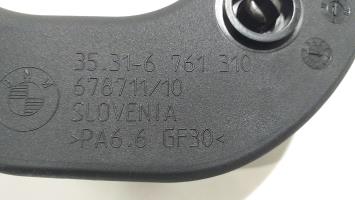 35.31-6 761 310
678711/10
SLOVENIA
>PA6.6 GF30<